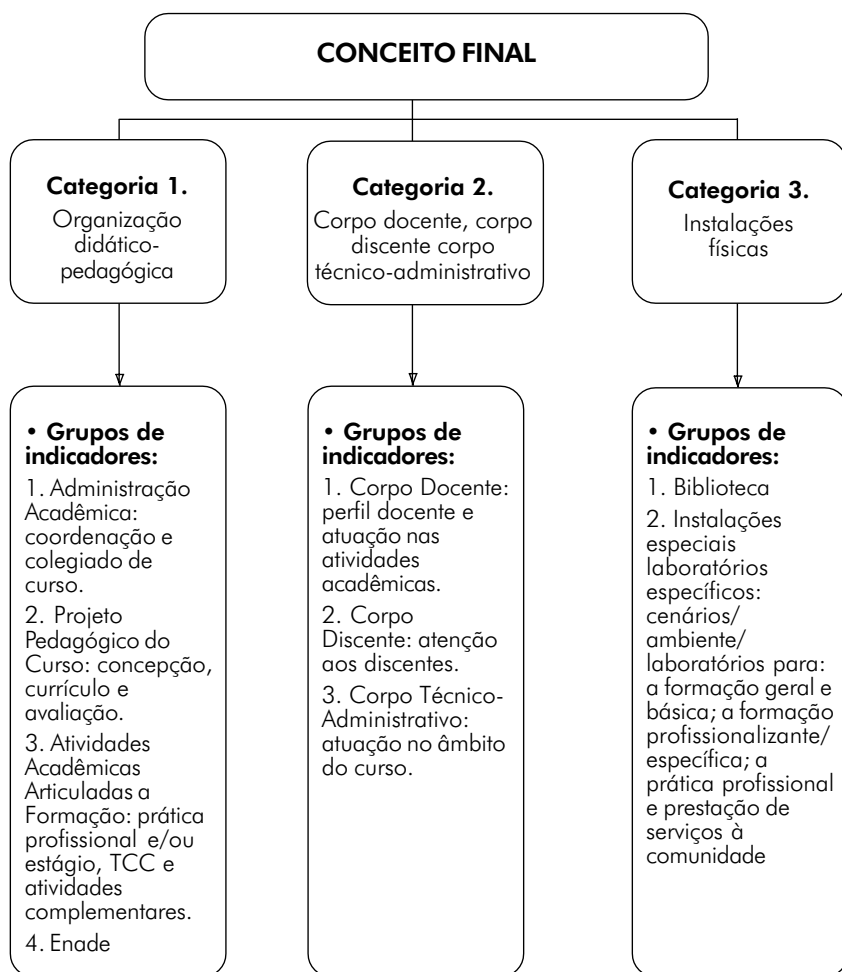 CONCEITO FINAL
Categoria 1.
Organização
didático-
pedagógica
Categoria 2.
Corpo docente, corpo
discente corpo
técnico-administrativo
Categoria 3.
Instalações
físicas
• Grupos de
indicadores:
1. Administração
Acadêmica:
coordenação e
colegiado de
curso.
2. Projeto
Pedagógico do
Curso: concepção,
currículo e
avaliação.
3. Atividades
Acadêmicas
Articuladas a
Formação: prática
profissional e/ou
estágio, TCC e
atividades
complementares.
4. Enade
• Grupos de
indicadores:
1. Corpo Docente:
perfil docente e
atuação nas
atividades
acadêmicas.
2. Corpo
Discente: atenção
aos discentes.
3. Corpo Técnico-
Administrativo:
atuação no âmbito
do curso.
• Grupos de
indicadores:
1. Biblioteca
2. Instalações
especiais
laboratórios
específicos:
cenários/
ambiente/
laboratórios para:
a formação geral e
básica; a formação
profissionalizante/
específica; a
prática profissional
e prestação de
serviços à
comunidade